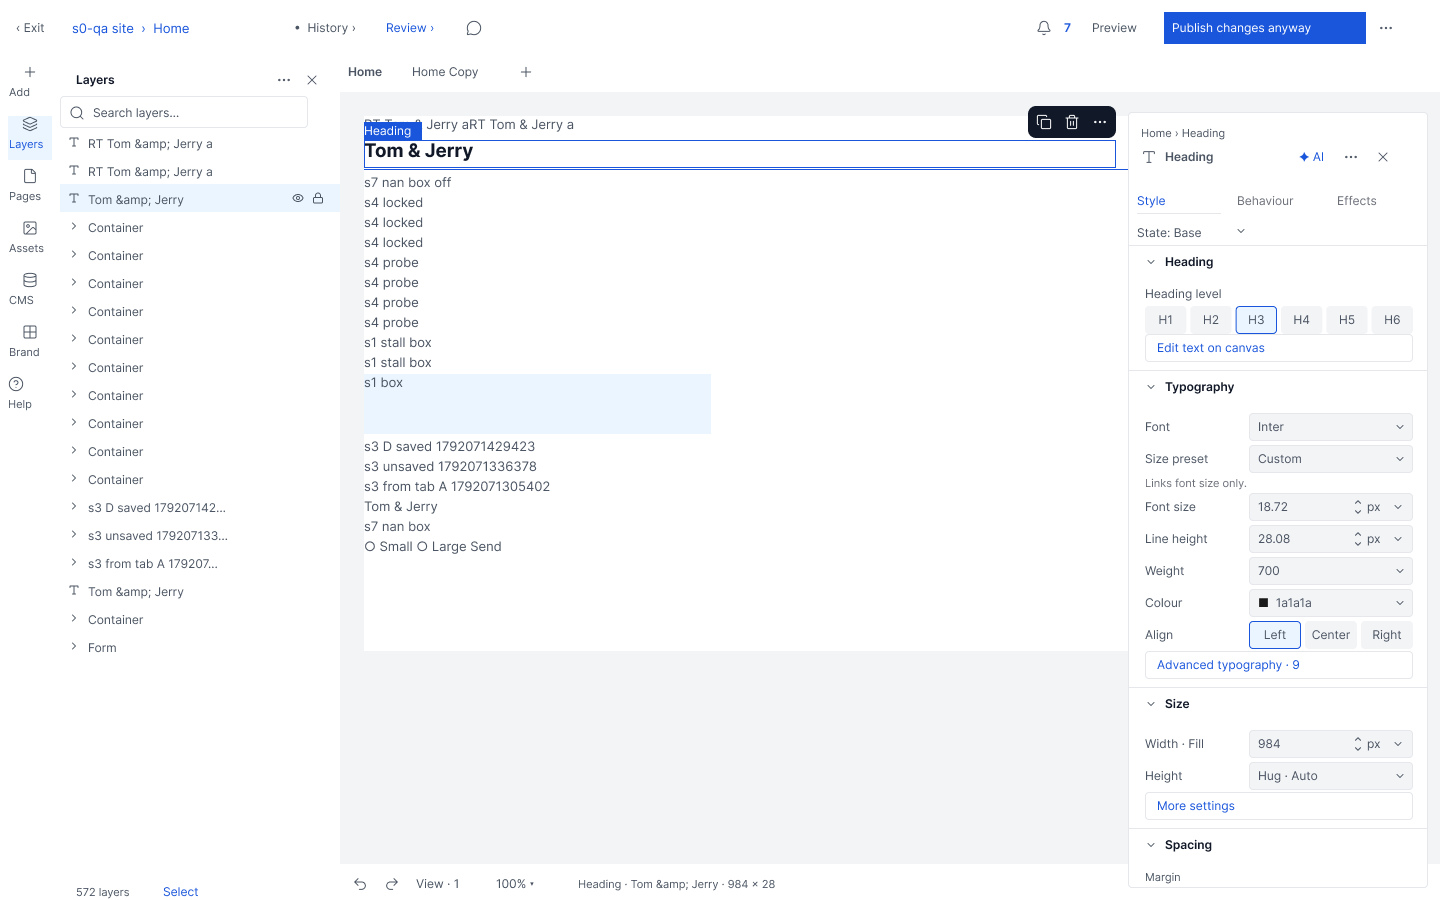 ‹ Exit
s0-qa site › Home
• History ›
Review ›
7
Preview
Publish changes anyway
Add
Layers
Pages
Assets
CMS
Brand
Help
Layers
Search layers...
RT Tom &amp; Jerry a
RT Tom &amp; Jerry a
Tom &amp; Jerry
Container
Container
Container
Container
Container
Container
Container
Container
Container
Container
s3 D saved 179207142...
s3 unsaved 179207133...
s3 from tab A 179207...
Tom &amp; Jerry
Container
Form
572 layers
Select
Home
Home Copy
Jerry aRT Tom & Jerry a
Heading
Tom & Jerry
s7 nan box off
s4 locked
s4 locked
s4 locked
s4 probe
s4 probe
s4 probe
s4 probe
s1 stall box
s1 stall box
s1 box
s3 D saved 1792071429423
s3 unsaved 1792071336378
s3 from tab A 1792071305402
Tom & Jerry
s7 nan box
Small Large Send
View · 1
100%
Heading · Tom &amp; Jerry · 984 × 28
Home › Heading
Heading
AI
Style
Behaviour
Effects
State: Base
Heading
Heading level
H1 H2 H3 H4 H5 H6
Edit text on canvas
Typography
Font
Inter
Size preset
Custom
Links font size only.
Font size
18.72 px
Line height
28.08 px
Weight
700
Colour
1a1a1a
Align
Left Center Right
Advanced typography · 9
Size
Width · Fill
984 px
Height
Hug · Auto
More settings
Spacing
Margin